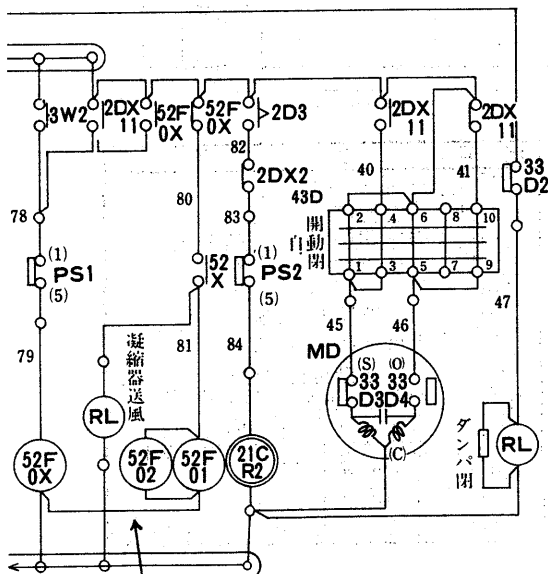 3W2
2DX
11
52F
0X
52F
0X
2D3
2DX
11
2DX
11
82
33
D2
2DX2
40
41
80
43D
78
83
開
自動
閉
2
4
6
8
10
1
3
5
7
9
(1)
PS1
(5)
52
X
(1)
PS2
(5)
47
45
46
79
81
84
MD
(S)
(O)
33
D3
33
D4
(C)
凝縮器送風
RL
ダンパ閉
RL
52F
0X
52F
02
52F
01
21C
R2